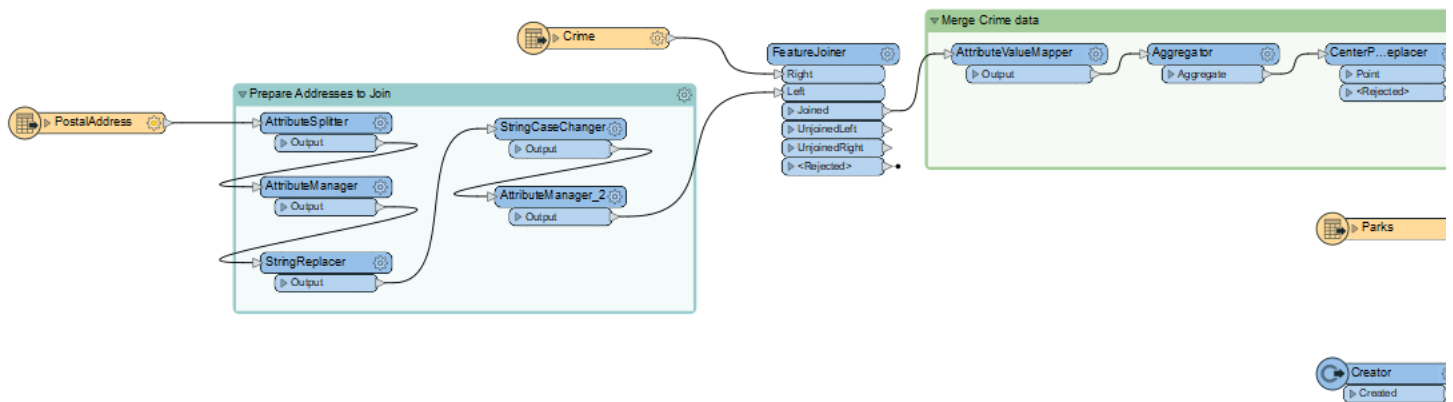 Merge Crime data
Crime
FeatureJoiner
Right
Left
Joined
UnjoinedLeft
UnjoinedRight
<Rejected>
AttributeValueMapper
Output
Aggregator
Aggregate
CenterP...eplacer
Point
<Rejected>
Prepare Addresses to Join
PostalAddress
AttributeSplitter
Output
AttributeManager
Output
StringReplacer
Output
StringCaseChanger
Output
AttributeManager_2
Output
Parks
Creator
Created